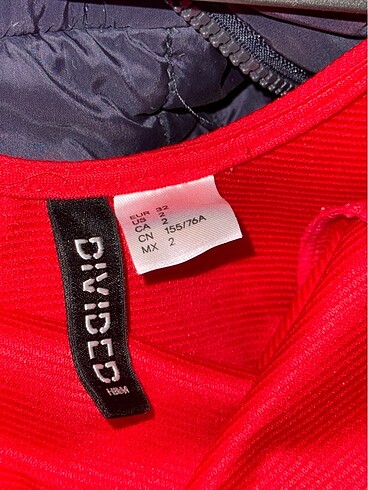 DIVIDED
H&M
EUR 32
US 2
CA 2
CN 155/76A
MX 2